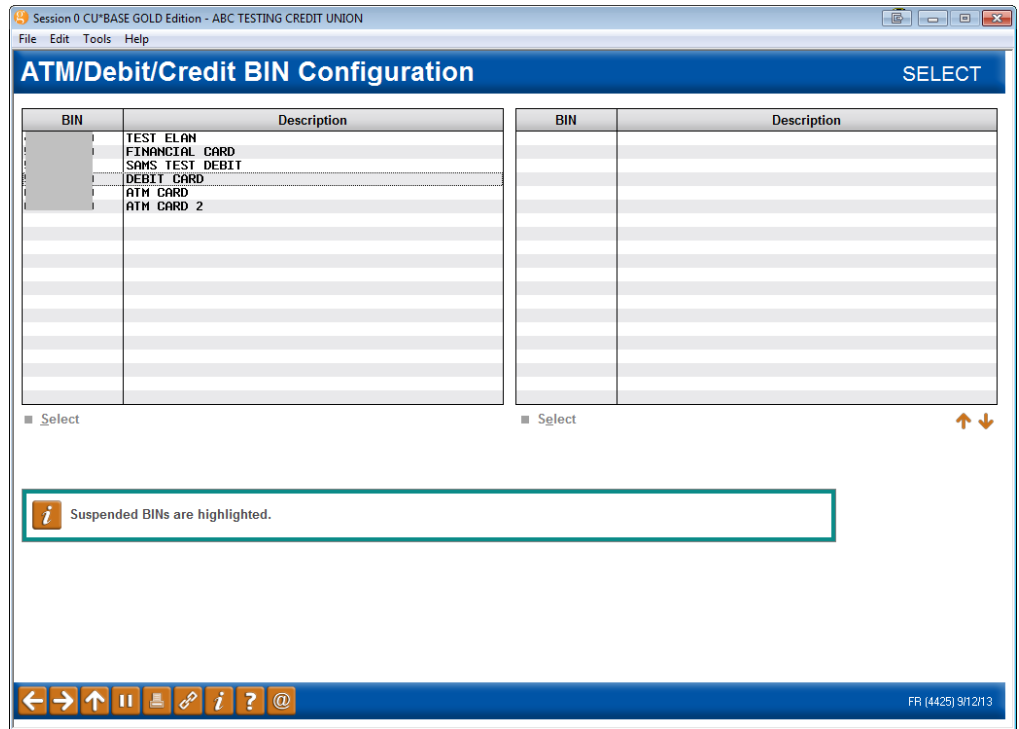 Session 0 CU*BASE GOLD Edition - ABC TESTING CREDIT UNION
File Edit Tools Help
ATM/Debit/Credit BIN Configuration
SELECT
BIN Description
TEST ELAN
FINANCIAL CARD
SAMS TEST DEBIT
DEBIT CARD
ATM CARD
ATM CARD 2
BIN Description
Select
Select
Suspended BINs are highlighted.
FR (4425) 9/12/13